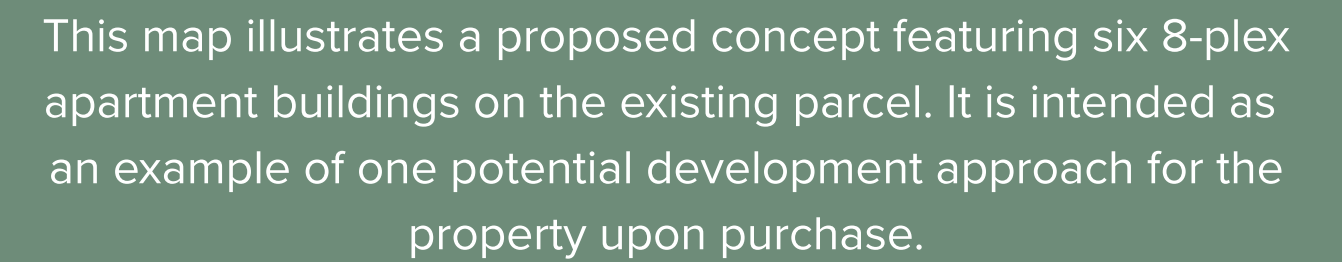 This map illustrates a proposed concept featuring six 8-plex
apartment buildings on the existing parcel. It is intended as
an example of one potential development approach for the
property upon purchase.